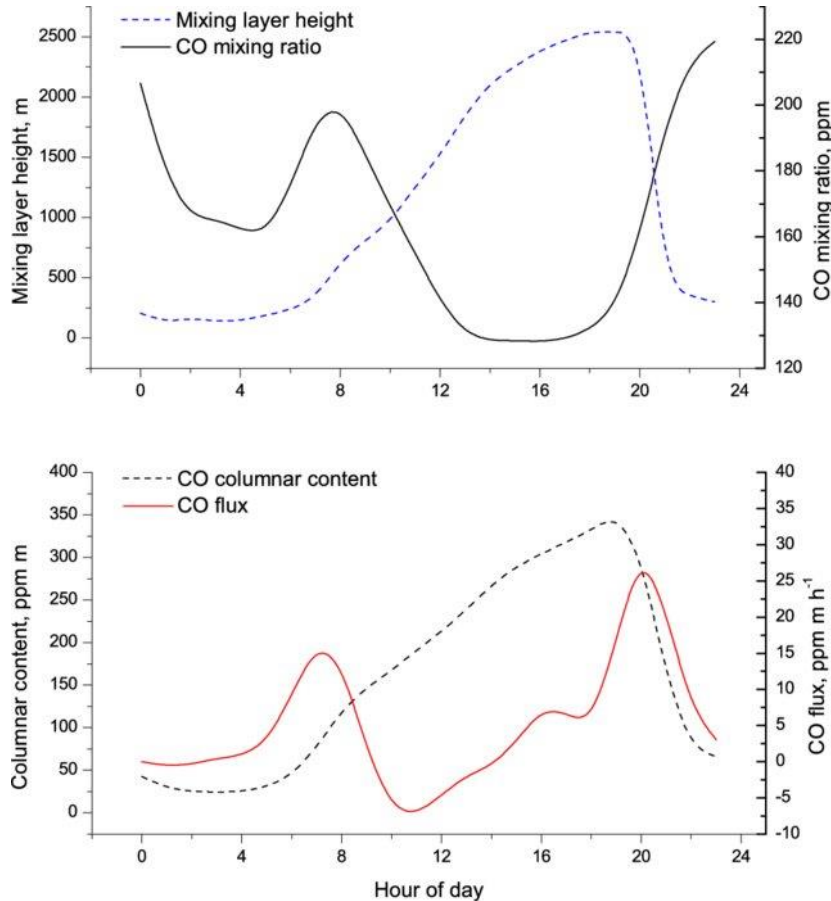 Mixing layer height
CO mixing ratio
Mixing layer height, m
2500
2000
1500
1000
500
0
CO mixing ratio, ppm
220
200
180
160
140
120
0 4 8 12 16 20 24
CO columnar content
CO flux
Columnar content, ppm m
400
350
300
250
200
150
100
50
0
CO flux, ppm m h⁻¹
40
35
30
25
20
15
10
5
0
-5
-10
0 4 8 12 16 20 24
Hour of day